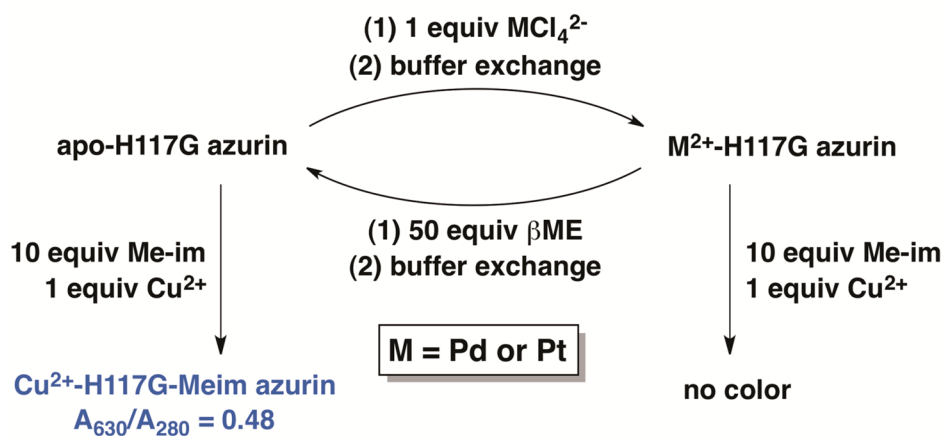 (1) 1 equiv MCl₄²⁻
(2) buffer exchange
apo-H117G azurin
M²⁺-H117G azurin
(1) 50 equiv βME
(2) buffer exchange
10 equiv Me-im
1 equiv Cu²⁺
10 equiv Me-im
1 equiv Cu²⁺
M = Pd or Pt
Cu²⁺-H117G-Meim azurin
A₆₃₀/A₂₈₀ = 0.48
no color